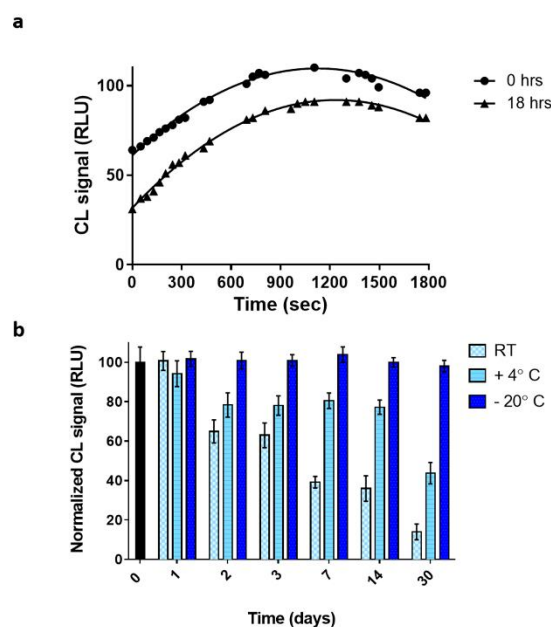 a
CL signal (RLU)
100
50
0
0 300 600 900 1200 1500 1800
Time (sec)
0 hrs
18 hrs
b
Normalized CL signal (RLU)
100
80
60
40
20
0
0 1 2 3 7 14 30
Time (days)
RT
+ 4° C
- 20° C